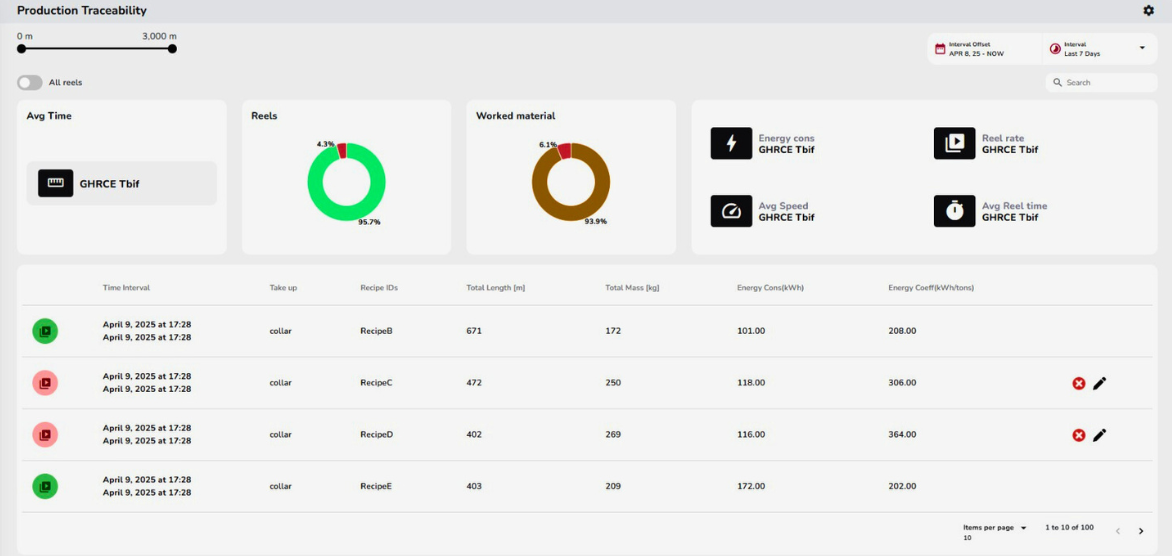 Production Traceability
0 m 3,000 m
Interval Offset
APR 8, 25 - NOW
Interval
Last 7 Days
All reels
Search
Avg Time
GHRCE Tbif
Reels
4.3%
95.7%
Worked material
6.1%
93.9%
Energy cons
GHRCE Tbif
Reel rate
GHRCE Tbif
Avg Speed
GHRCE Tbif
Avg Reel time
GHRCE Tbif
Time Interval Take up Recipe IDs Total Length [m] Total Mass [kg] Energy Cons(kWh) Energy Coeff(kWh/tons)
April 9, 2025 at 17:28
April 9, 2025 at 17:28
collar RecipeB 671 172 101.00 208.00
April 9, 2025 at 17:28
April 9, 2025 at 17:28
collar RecipeC 472 250 118.00 306.00
April 9, 2025 at 17:28
April 9, 2025 at 17:28
collar RecipeD 402 269 116.00 364.00
April 9, 2025 at 17:28
April 9, 2025 at 17:28
collar RecipeE 403 209 172.00 202.00
Items per page
10
1 to 10 of 100